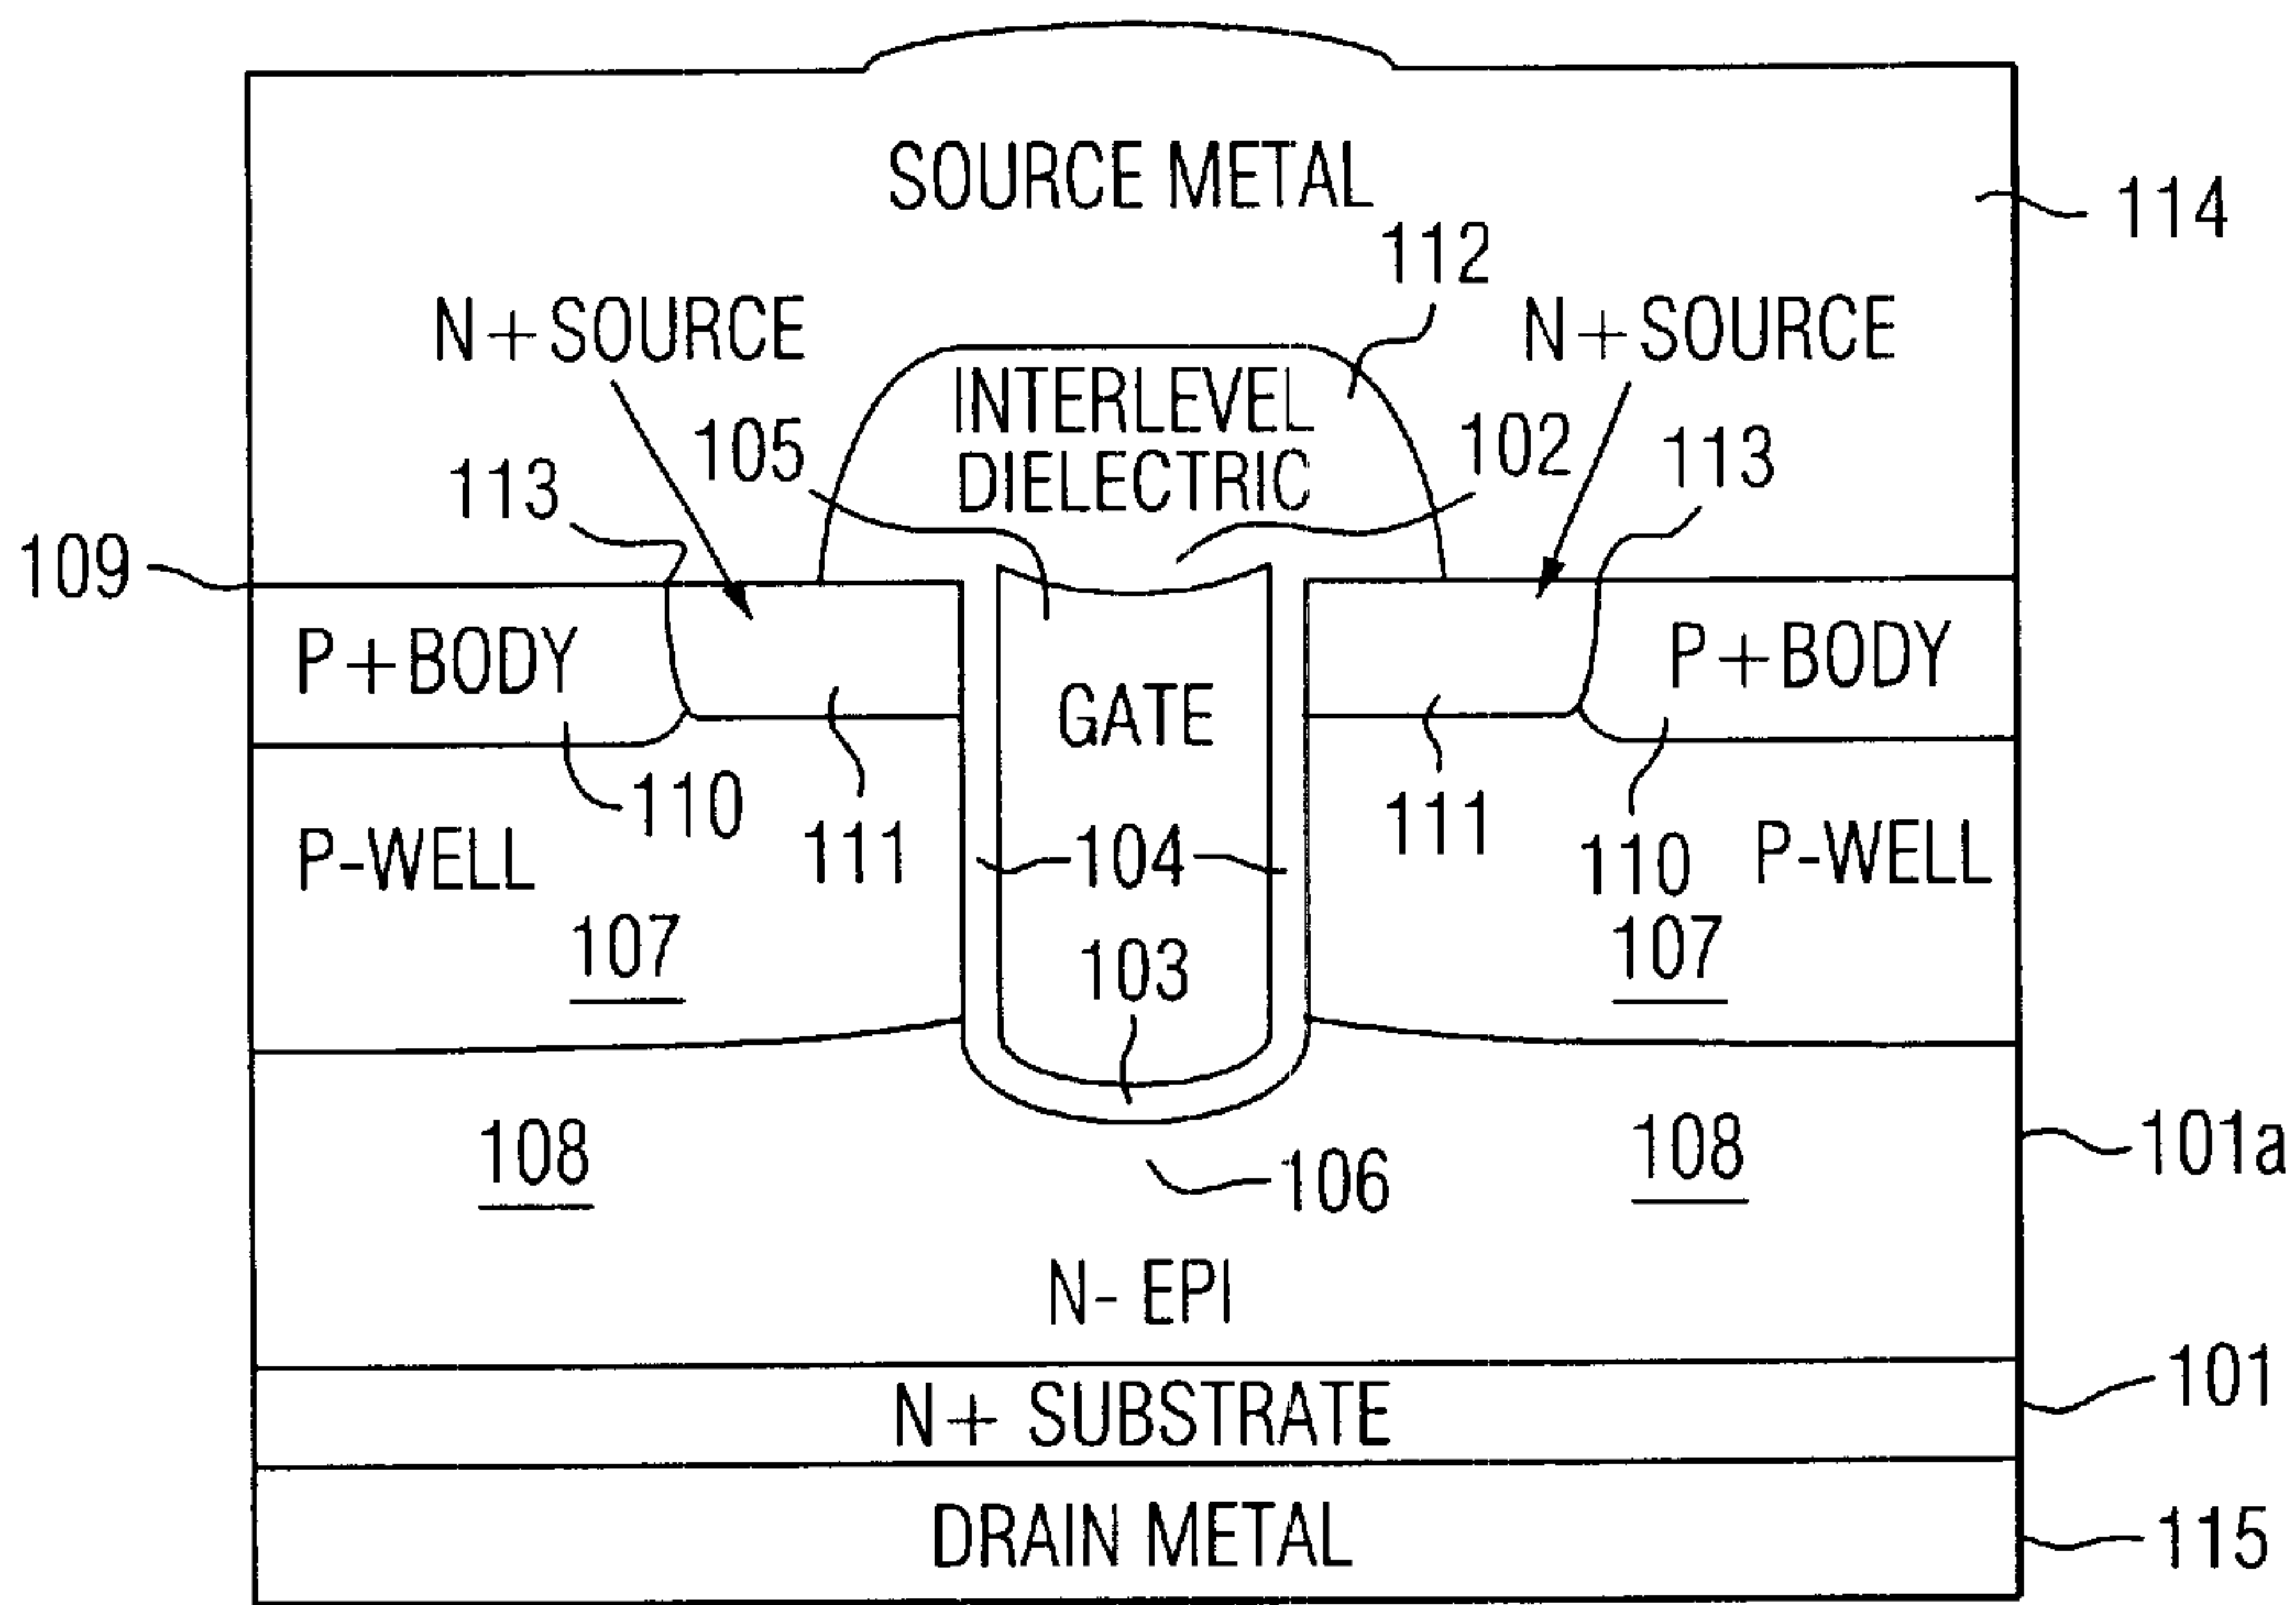 SOURCE METAL
114
112
N+SOURCE
N+SOURCE
INTERLEVEL
DIELECTRIC
105
102
113
113
109
P+BODY
P+BODY
GATE
110
111
111
110
P-WELL
104
P-WELL
107
103
107
108
108
101a
106
N- EPI
101
N+ SUBSTRATE
DRAIN METAL
115